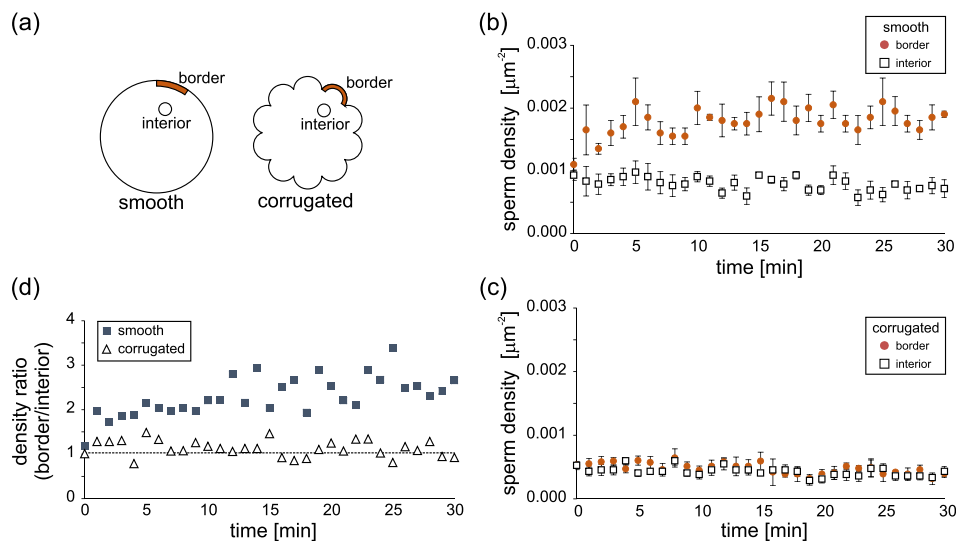 (a)
border
interior
smooth
border
interior
corrugated
(b)
smooth
border
interior
sperm density [μm⁻²]
0.003
0.002
0.001
0.000
0 5 10 15 20 25 30
time [min]
(d)
smooth
corrugated
density ratio
(border/interior)
4
3
2
1
0
0 5 10 15 20 25 30
time [min]
(c)
corrugated
border
interior
sperm density [μm⁻²]
0.003
0.002
0.001
0.000
0 5 10 15 20 25 30
time [min]